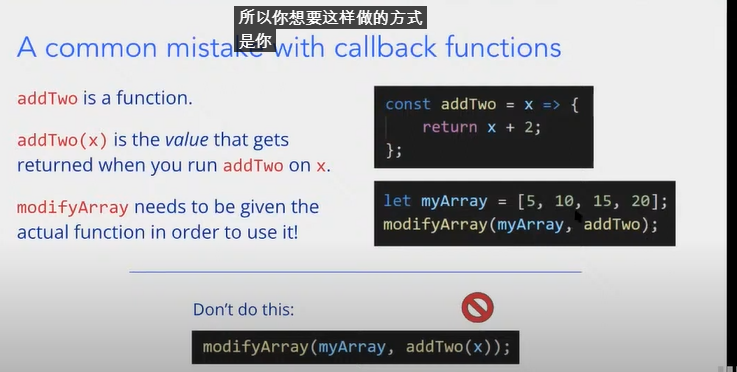 所以你想要这样做的方式
是你
A common mistake with callback functions
addTwo is a function.
addTwo(x) is the value that gets
returned when you run addTwo on x.
modifyArray needs to be given the
actual function in order to use it!
const addTwo = x => {
    return x + 2;
};
let myArray = [5, 10, 15, 20];
modifyArray(myArray, addTwo);
Don't do this:
modifyArray(myArray, addTwo(x));